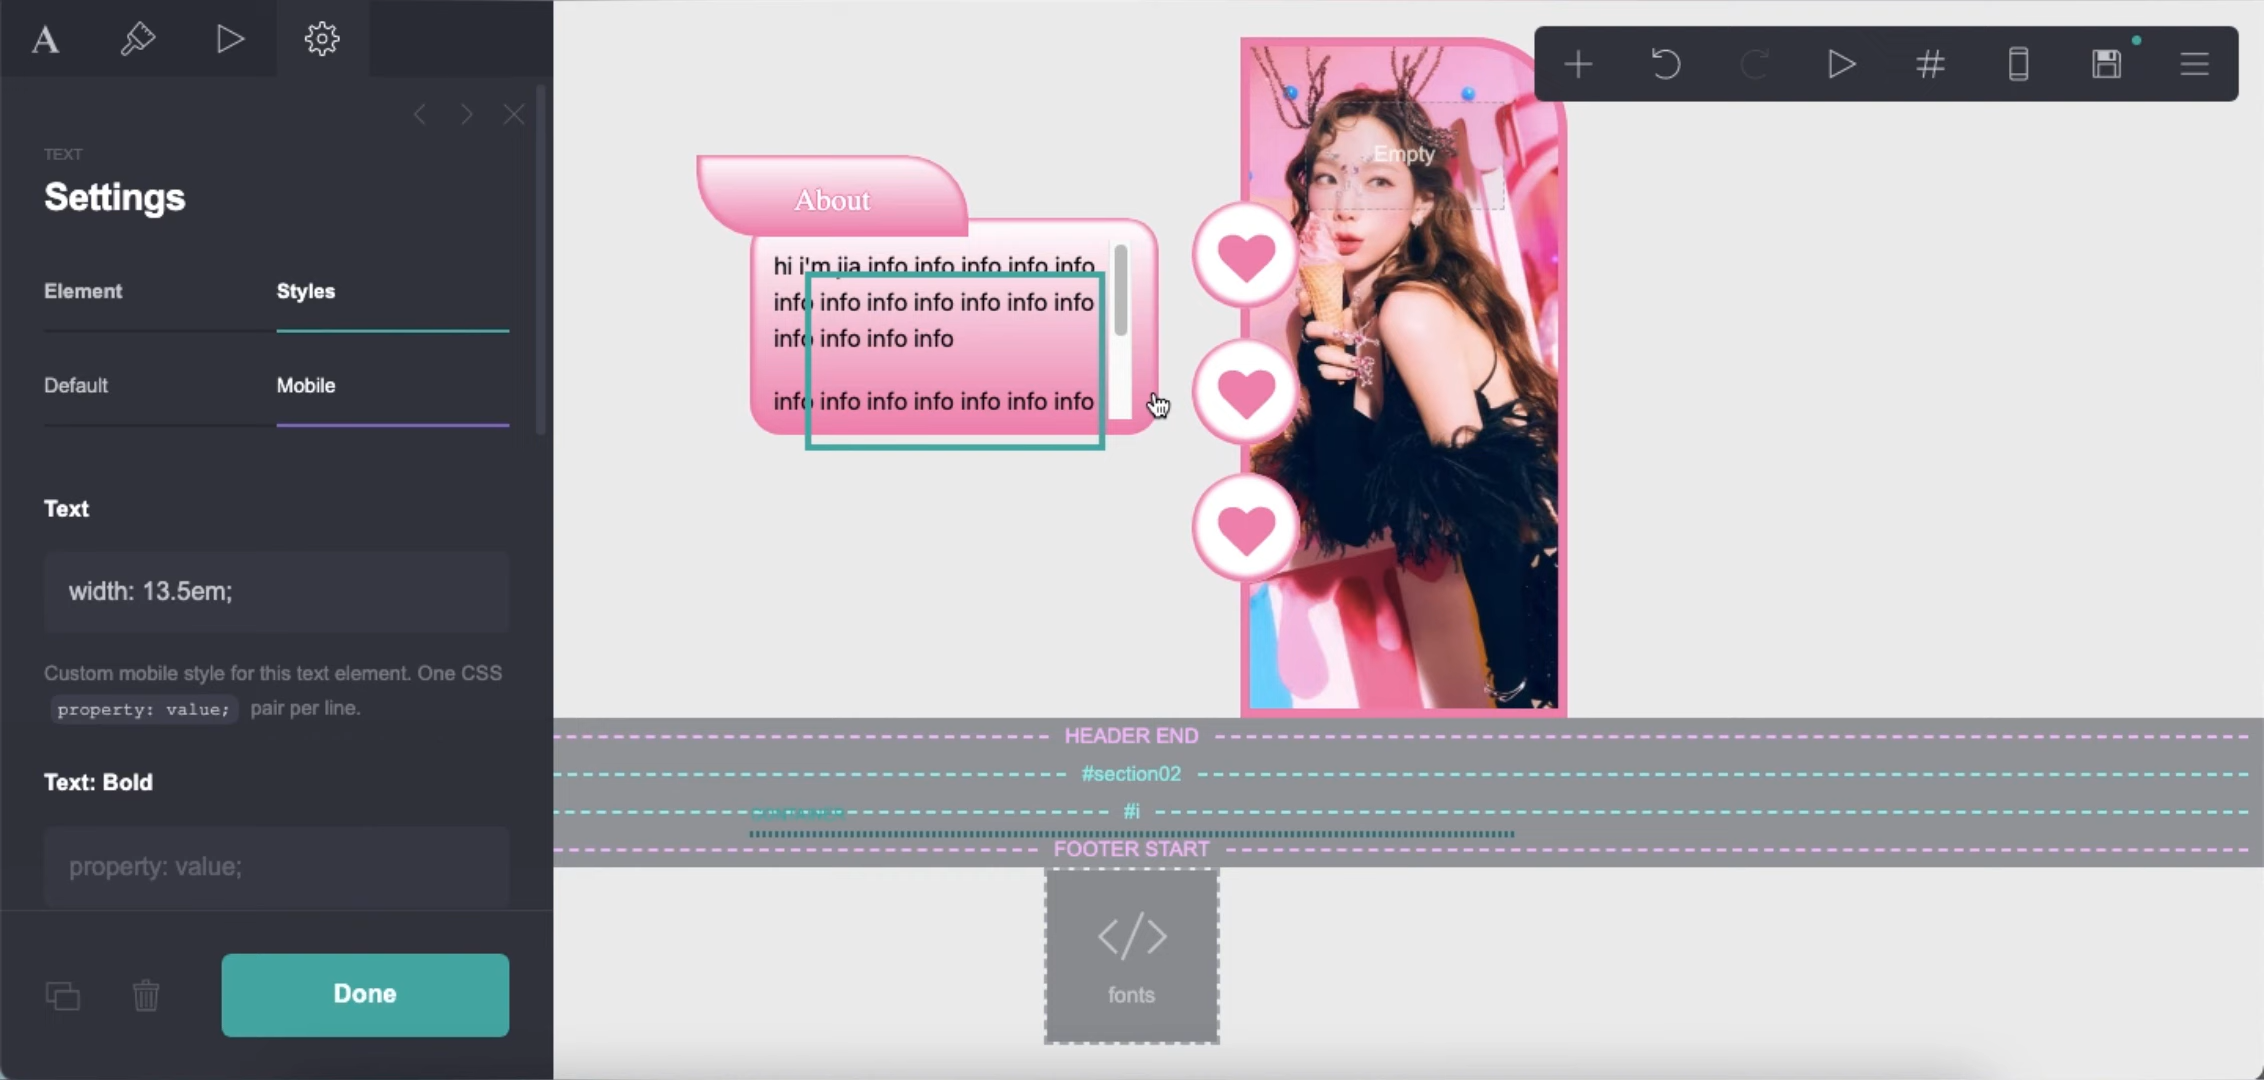 A
TEXT
Settings
Element Styles
Default Mobile
Text
width: 13.5em;
Custom mobile style for this text element. One CSS
property: value; pair per line.
Text: Bold
property: value;
Done
About
hi i'm jia info info info info info
info info info info info info info
info info info info
info info info info info info info
Empty
HEADER END
#section02
#i
FOOTER START
</>
fonts